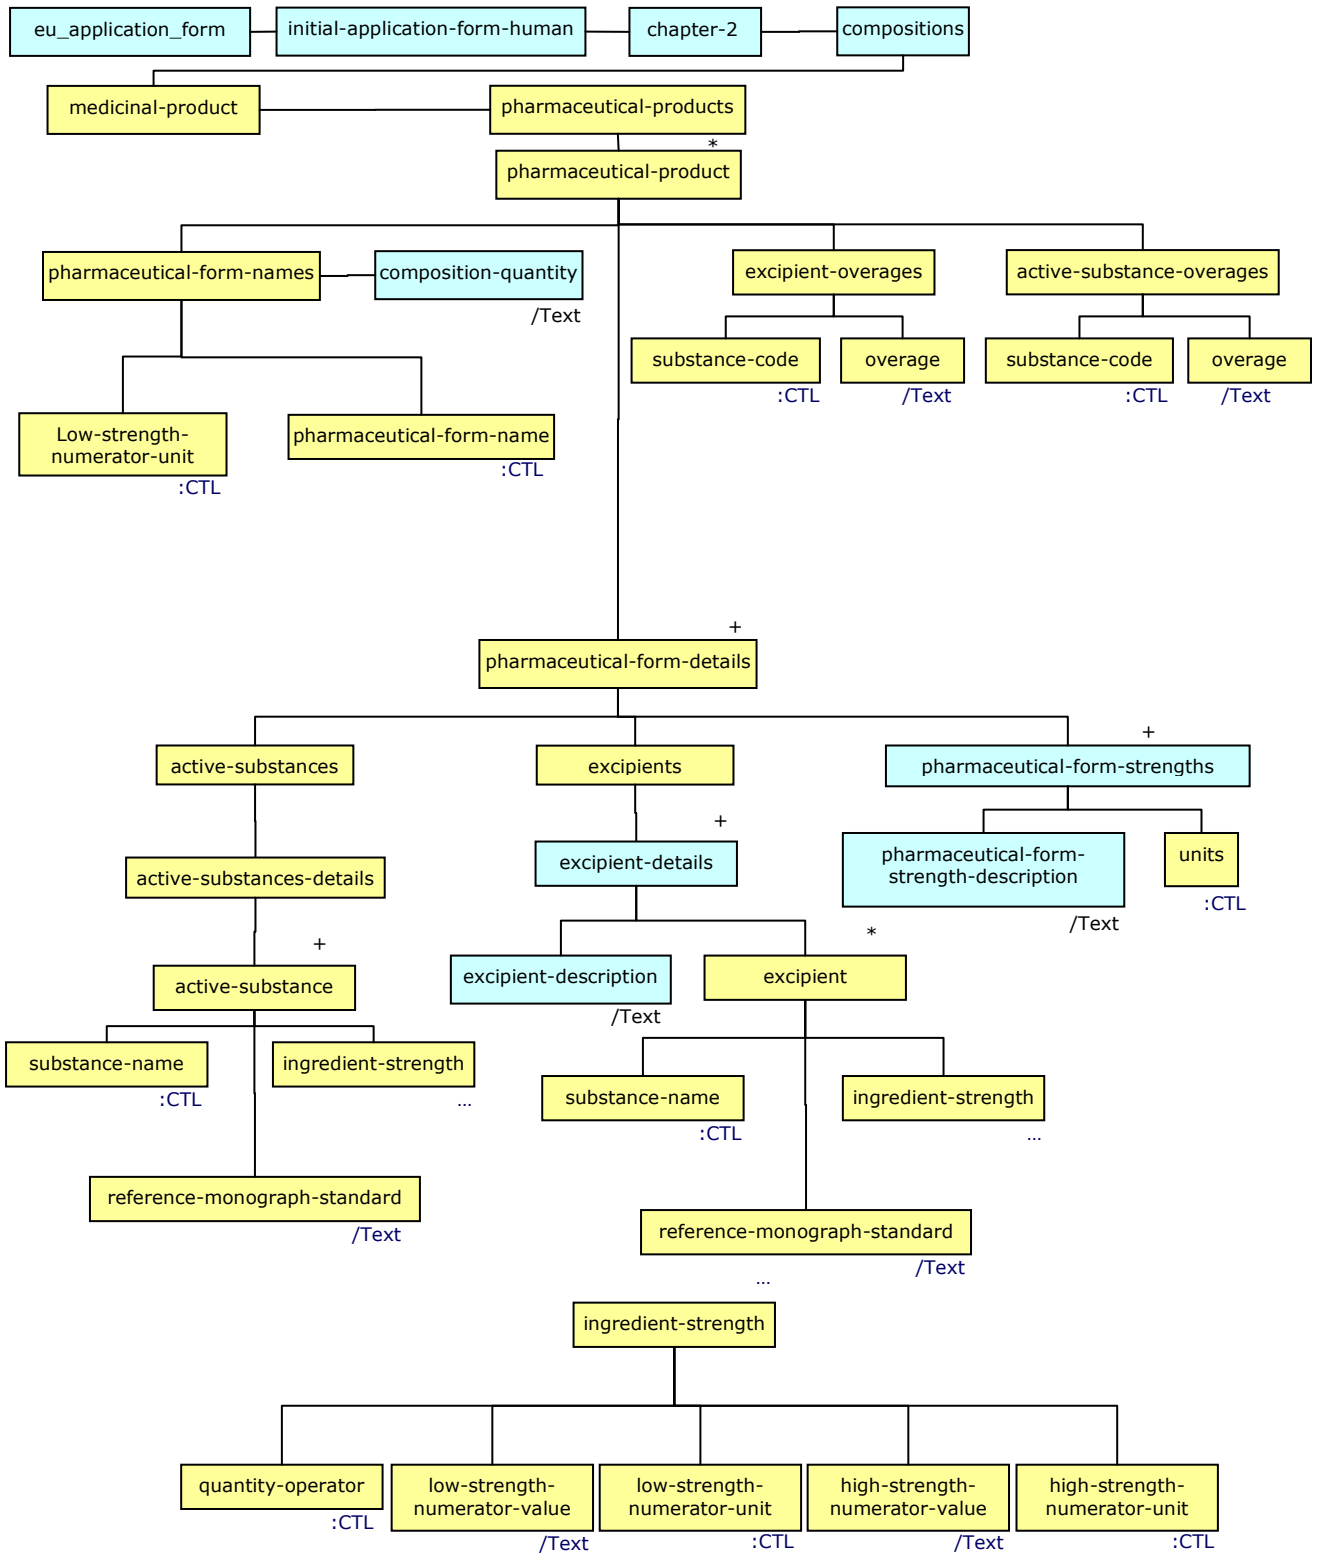 eu_application_form
initial-application-form-human
chapter-2
compositions
medicinal-product
pharmaceutical-products
*
pharmaceutical-product
pharmaceutical-form-names
composition-quantity
/Text
excipient-overages
active-substance-overages
substance-code
:CTL
overage
/Text
substance-code
:CTL
overage
/Text
Low-strength-
numerator-unit
:CTL
pharmaceutical-form-name
:CTL
+
pharmaceutical-form-details
active-substances
excipients
+
pharmaceutical-form-strengths
active-substances-details
+
excipient-details
pharmaceutical-form-
strength-description
/Text
units
:CTL
+
active-substance
excipient-description
/Text
*
excipient
substance-name
:CTL
ingredient-strength
...
substance-name
:CTL
ingredient-strength
...
reference-monograph-standard
/Text
reference-monograph-standard
/Text
...
ingredient-strength
quantity-operator
:CTL
low-strength-
numerator-value
/Text
low-strength-
numerator-unit
:CTL
high-strength-
numerator-value
/Text
high-strength-
numerator-unit
:CTL